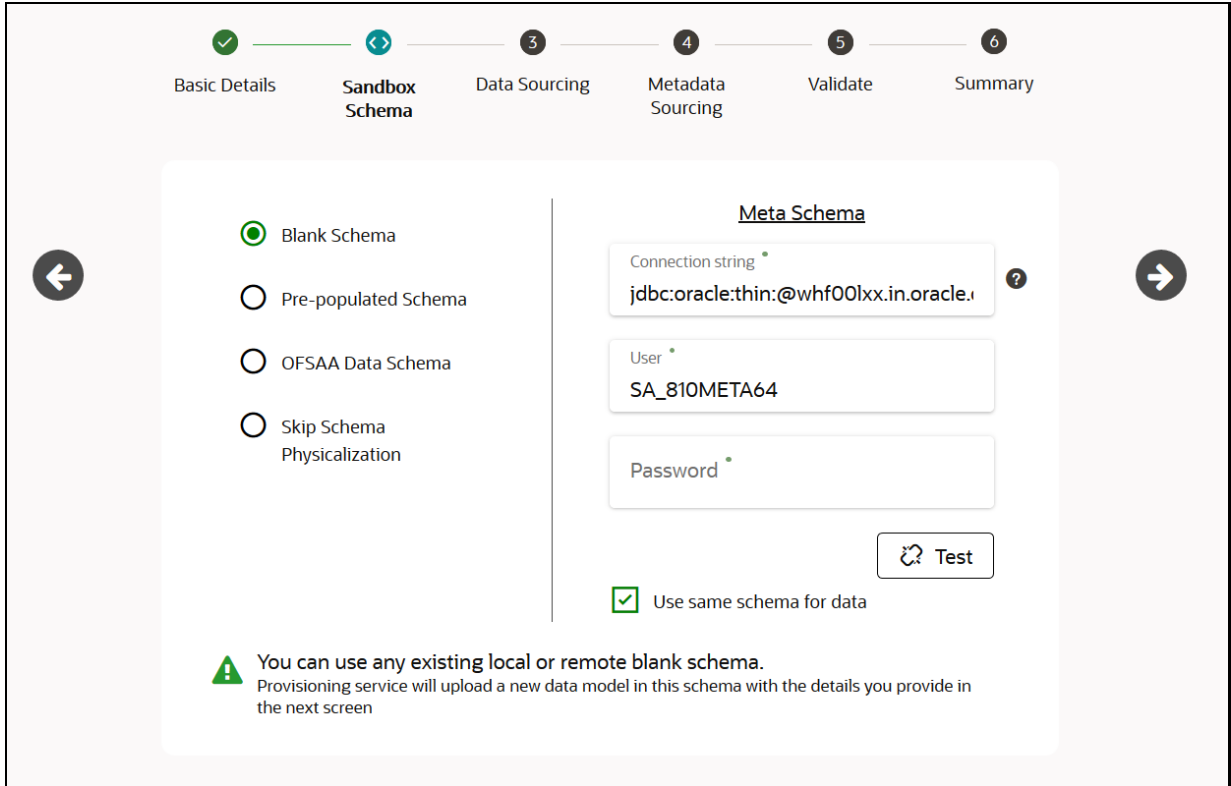 3
4
5
6
Basic Details
Sandbox
Schema
Data Sourcing
Metadata
Sourcing
Validate
Summary
Blank Schema
Pre-populated Schema
OFSAA Data Schema
Skip Schema
Physicalization
Meta Schema
Connection string
jdbc:oracle:thin:@whf00lxx.in.oracle.
?
User
SA_810META64
Password
Test
Use same schema for data
You can use any existing local or remote blank schema.
Provisioning service will upload a new data model in this schema with the details you provide in
the next screen